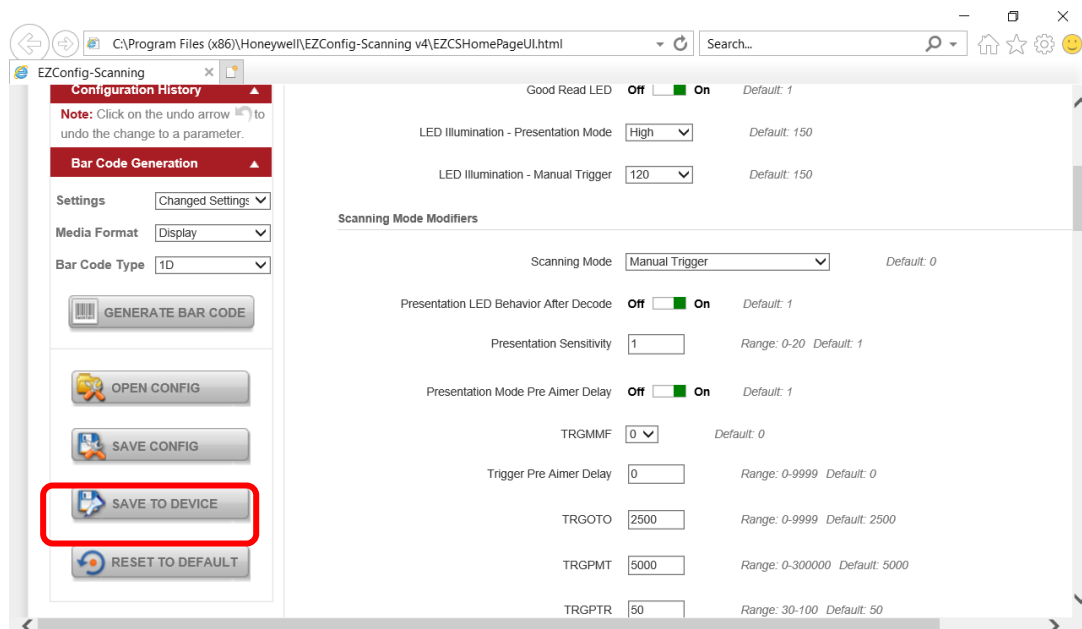 C:\Program Files (x86)\Honeywell\EZConfig-Scanning v4\EZCSHomePageUI.html
Search...
EZConfig-Scanning
Configuration History
Note: Click on the undo arrow to
undo the change to a parameter.
Bar Code Generation
Settings Changed Settings
Media Format Display
Bar Code Type 1D
GENERATE BAR CODE
OPEN CONFIG
SAVE CONFIG
SAVE TO DEVICE
RESET TO DEFAULT
Good Read LED Off On Default: 1
LED Illumination - Presentation Mode High Default: 150
LED Illumination - Manual Trigger 120 Default: 150
Scanning Mode Modifiers
Scanning Mode Manual Trigger Default: 0
Presentation LED Behavior After Decode Off On Default: 1
Presentation Sensitivity 1 Range: 0-20 Default: 1
Presentation Mode Pre Aimer Delay Off On Default: 1
TRGMMF 0 Default: 0
Trigger Pre Aimer Delay 0 Range: 0-9999 Default: 0
TRGOTO 2500 Range: 0-9999 Default: 2500
TRGPMT 5000 Range: 0-300000 Default: 5000
TRGPTR 50 Range: 30-100 Default: 50